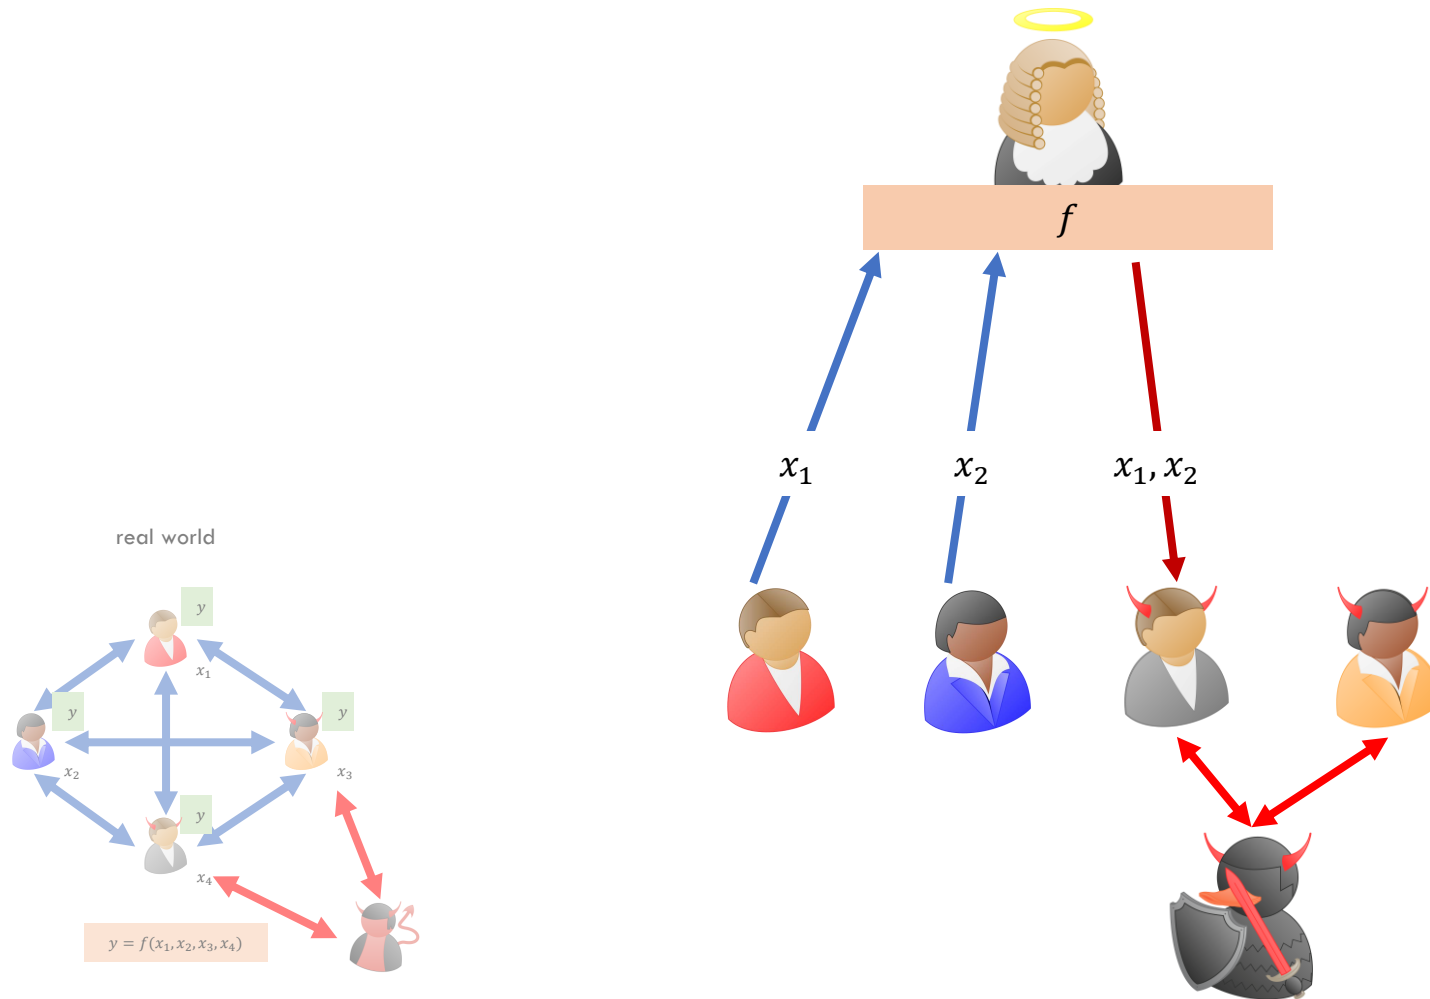 f
x₁
x₂
x₁, x₂
real world
y
x₁
y
x₂
y
x₃
y
x₄
y = f(x₁, x₂, x₃, x₄)